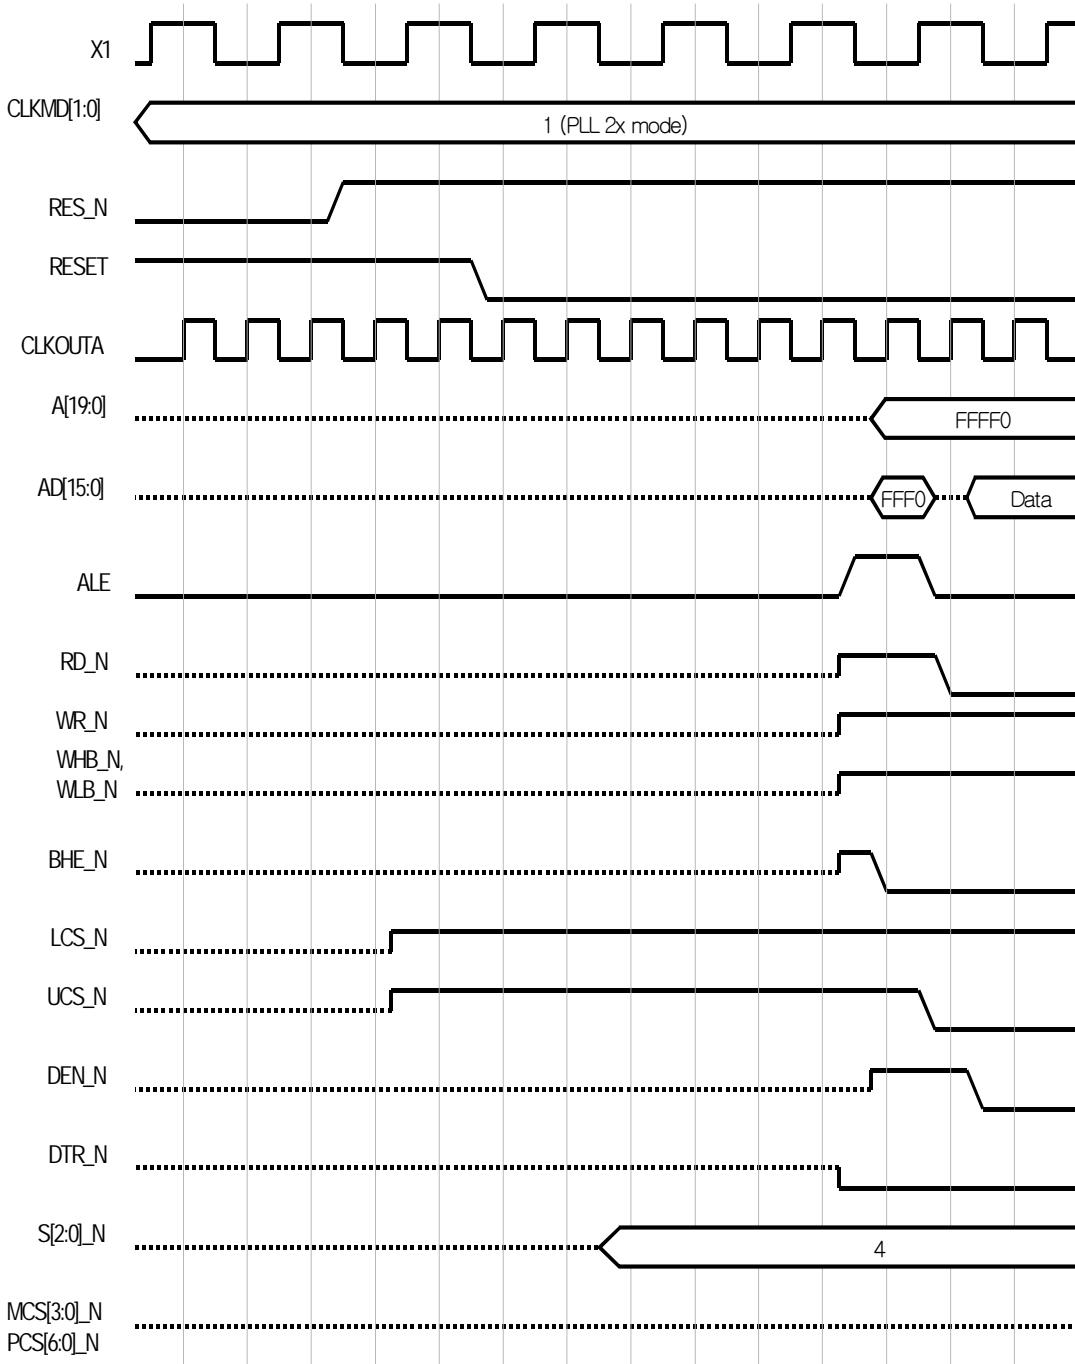 X1
CLKMD[1:0]
1 (PLL 2x mode)
RES_N
RESET
CLKOUTA
A[19:0]
FFFF0
AD[15:0]
FFF0
Data
ALE
RD_N
WR_N
WHB_N,
WLB_N
BHE_N
LCS_N
UCS_N
DEN_N
DTR_N
S[2:0]_N
4
MCS[3:0]_N
PCS[6:0]_N